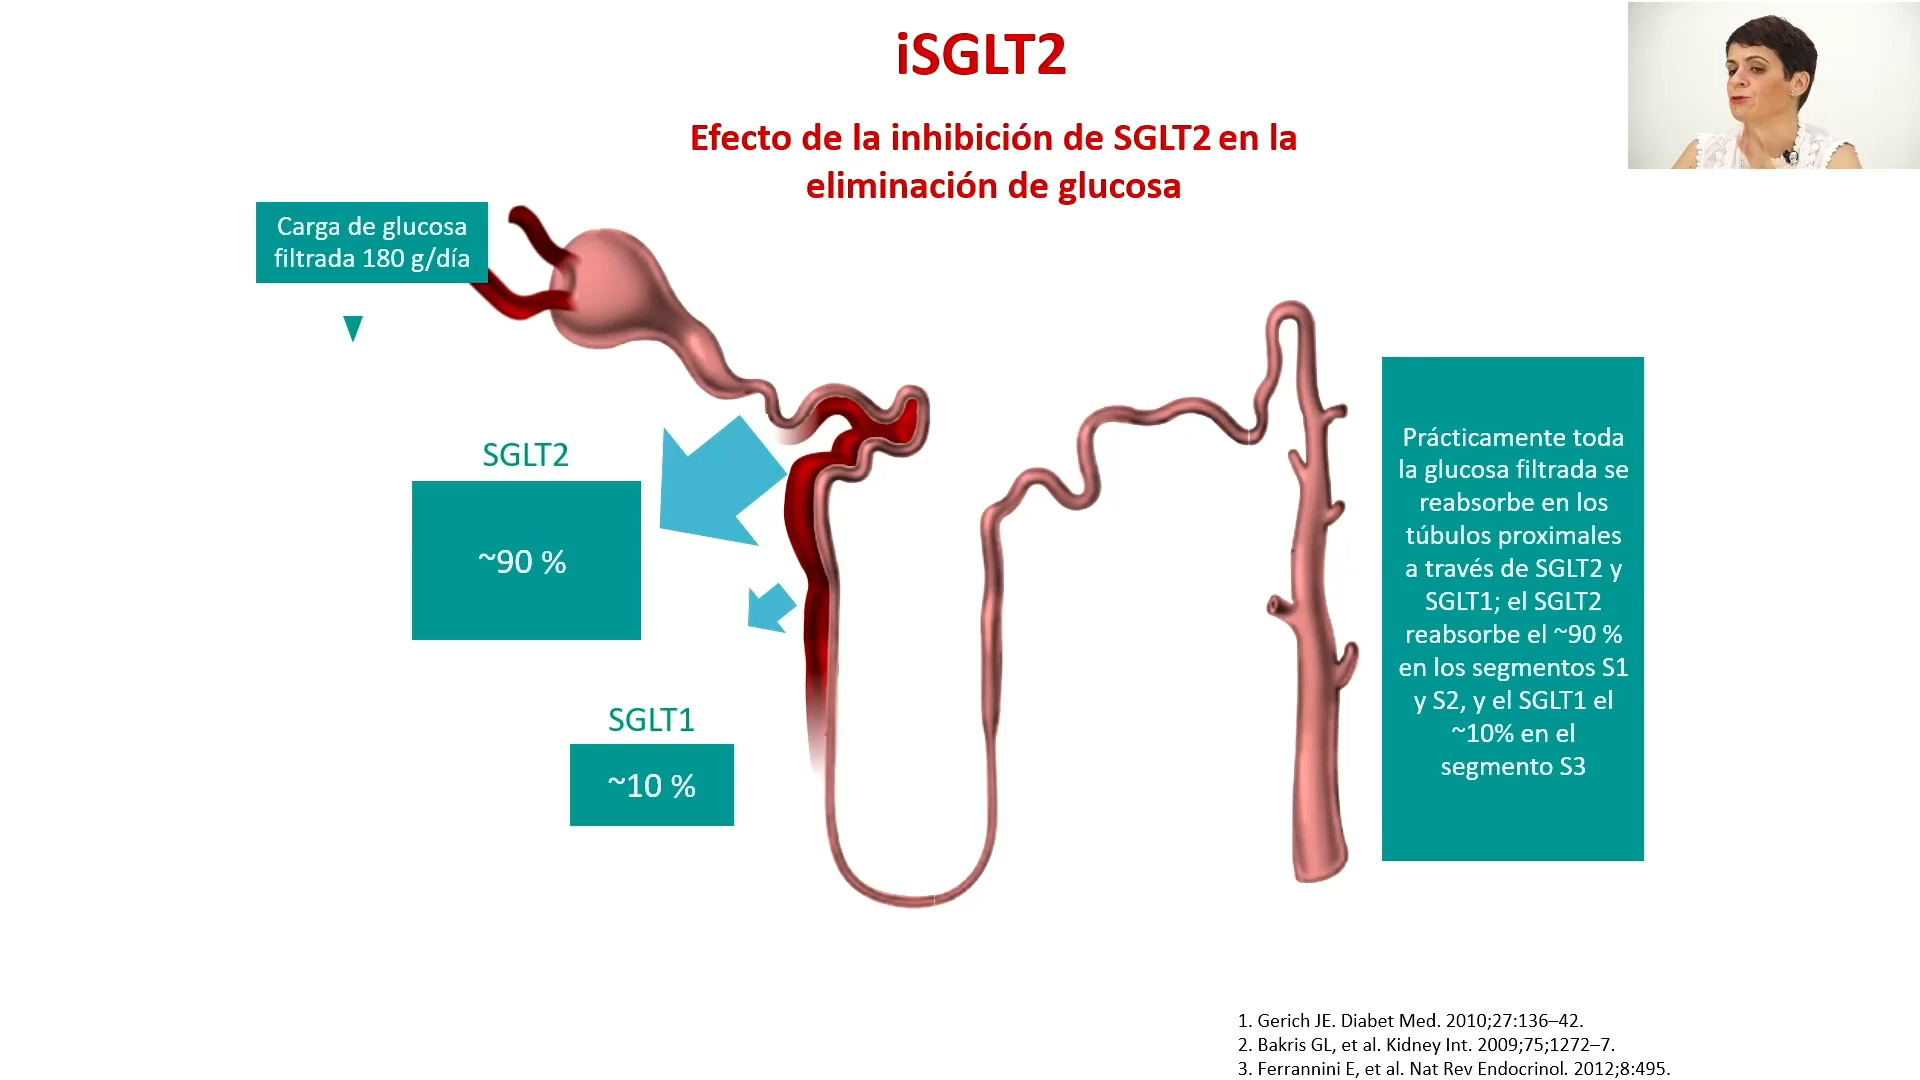 iSGLT2
Efecto de la inhibición de SGLT2 en la
eliminación de glucosa
Carga de glucosa
filtrada 180 g/día
SGLT2
~90 %
SGLT1
~10 %
Prácticamente toda
la glucosa filtrada se
reabsorbe en los
túbulos proximales
a través de SGLT2 y
SGLT1; el SGLT2
reabsorbe el ~90 %
en los segmentos S1
y S2, y el SGLT1 el
~10% en el
segmento S3
1. Gerich JE. Diabet Med. 2010;27:136–42.
2. Bakris GL, et al. Kidney Int. 2009;75;1272–7.
3. Ferrannini E, et al. Nat Rev Endocrinol. 2012;8:495.